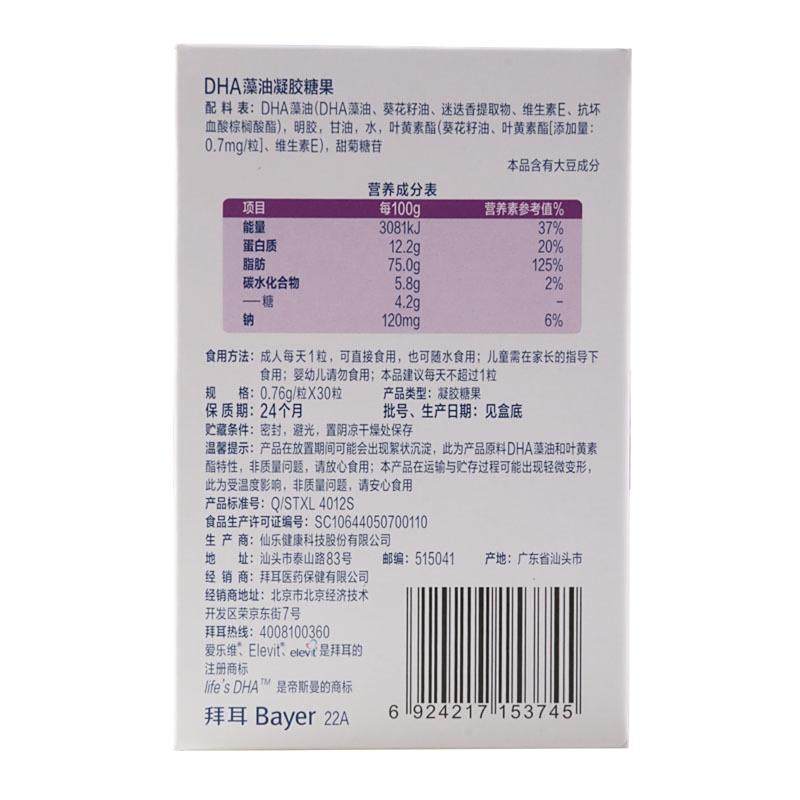 DHA藻油凝胶糖果
配 料 表：DHA藻油(DHA藻油、葵花籽油、迷迭香提取物、维生素E、抗坏
血酸棕榈酸酯)，明胶，甘油，水，叶黄素酯(葵花籽油、叶黄素酯[添加量：
0.7mg/粒]、维生素E)，甜菊糖苷
本品含有大豆成分
营养成分表
项目 每100g 营养素参考值%
能量 3081kJ 37%
蛋白质 12.2g 20%
脂肪 75.0g 125%
碳水化合物 5.8g 2%
——糖 4.2g –
钠 120mg 6%
食用方法：成人每天1粒，可直接食用，也可随水食用；儿童需在家长的指导下
食用；婴幼儿请勿食用；本品建议每天不超过1粒
规 格：0.76g/粒X30粒 产品类型：凝胶糖果
保 质 期：24个月 批号、生产日期：见盒底
贮藏条件：密封，避光，置阴凉干燥处保存
温馨提示：产品在放置期间可能会出现絮状沉淀，此为产品原料DHA藻油和叶黄素
酯特性，非质量问题，请放心食用；本产品在运输与贮存过程可能出现轻微变形，
此为受温度影响，非质量问题，请安心食用
产品标准号：Q/STXL 4012S
食品生产许可证编号：SC10644050700110
生 产 商：仙乐健康科技股份有限公司
地 址：汕头市泰山路83号 邮编：515041 产地：广东省汕头市
经 销 商：拜耳医药保健有限公司
经销商地址：北京市北京经济技术
开发区荣京东街7号
拜耳热线：4008100360
爱乐维®、Elevit®、elevit 是拜耳的
注册商标
life's DHA™ 是帝斯曼的商标
拜耳 Bayer 22A
6 924217 153745